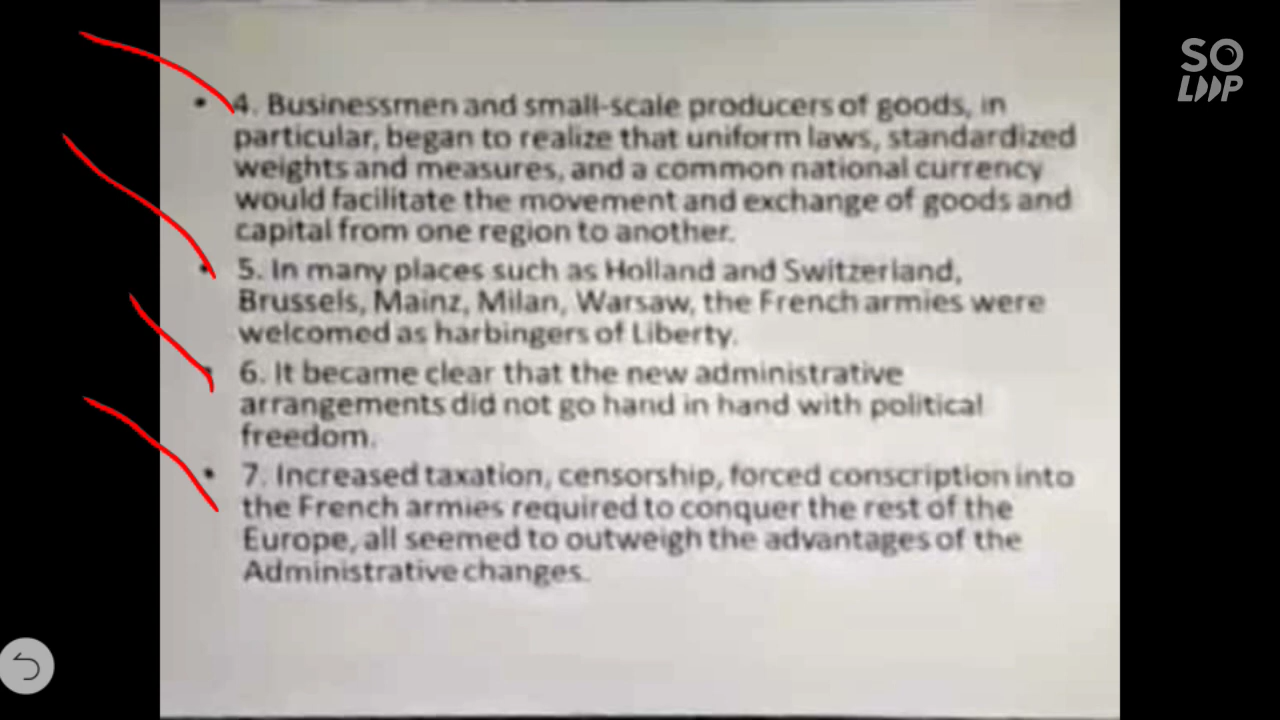 SO
LOOP
• 4. Businessmen and small-scale producers of goods, in
particular, began to realize that uniform laws, standardized
weights and measures, and a common national currency
would facilitate the movement and exchange of goods and
capital from one region to another.
• 5. In many places such as Holland and Switzerland,
Brussels, Mainz, Milan, Warsaw, the French armies were
welcomed as harbingers of Liberty.
• 6. It became clear that the new administrative
arrangements did not go hand in hand with political
freedom.
• 7. Increased taxation, censorship, forced conscription into
the French armies required to conquer the rest of the
Europe, all seemed to outweigh the advantages of the
Administrative changes.